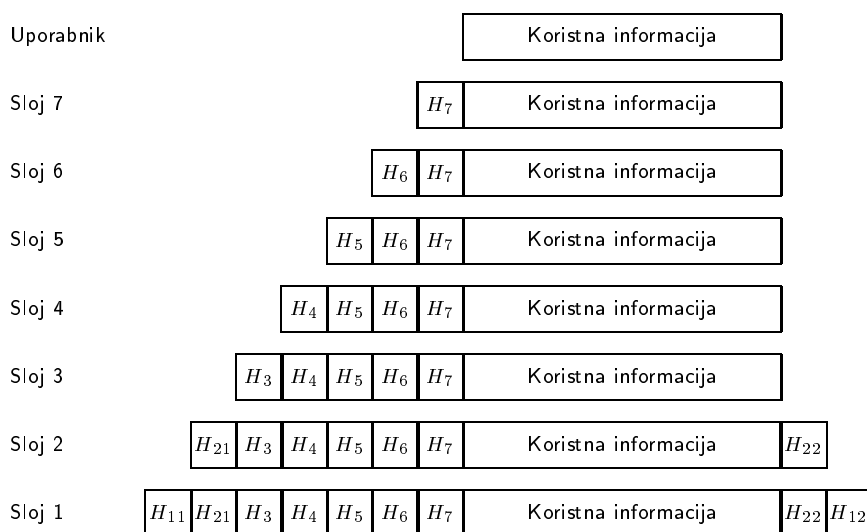 Uporabnik Koristna informacija
Sloj 7 H₇ Koristna informacija
Sloj 6 H₆ H₇ Koristna informacija
Sloj 5 H₅ H₆ H₇ Koristna informacija
Sloj 4 H₄ H₅ H₆ H₇ Koristna informacija
Sloj 3 H₃ H₄ H₅ H₆ H₇ Koristna informacija
Sloj 2 H₂₁ H₃ H₄ H₅ H₆ H₇ Koristna informacija H₂₂
Sloj 1 H₁₁ H₂₁ H₃ H₄ H₅ H₆ H₇ Koristna informacija H₂₂ H₁₂